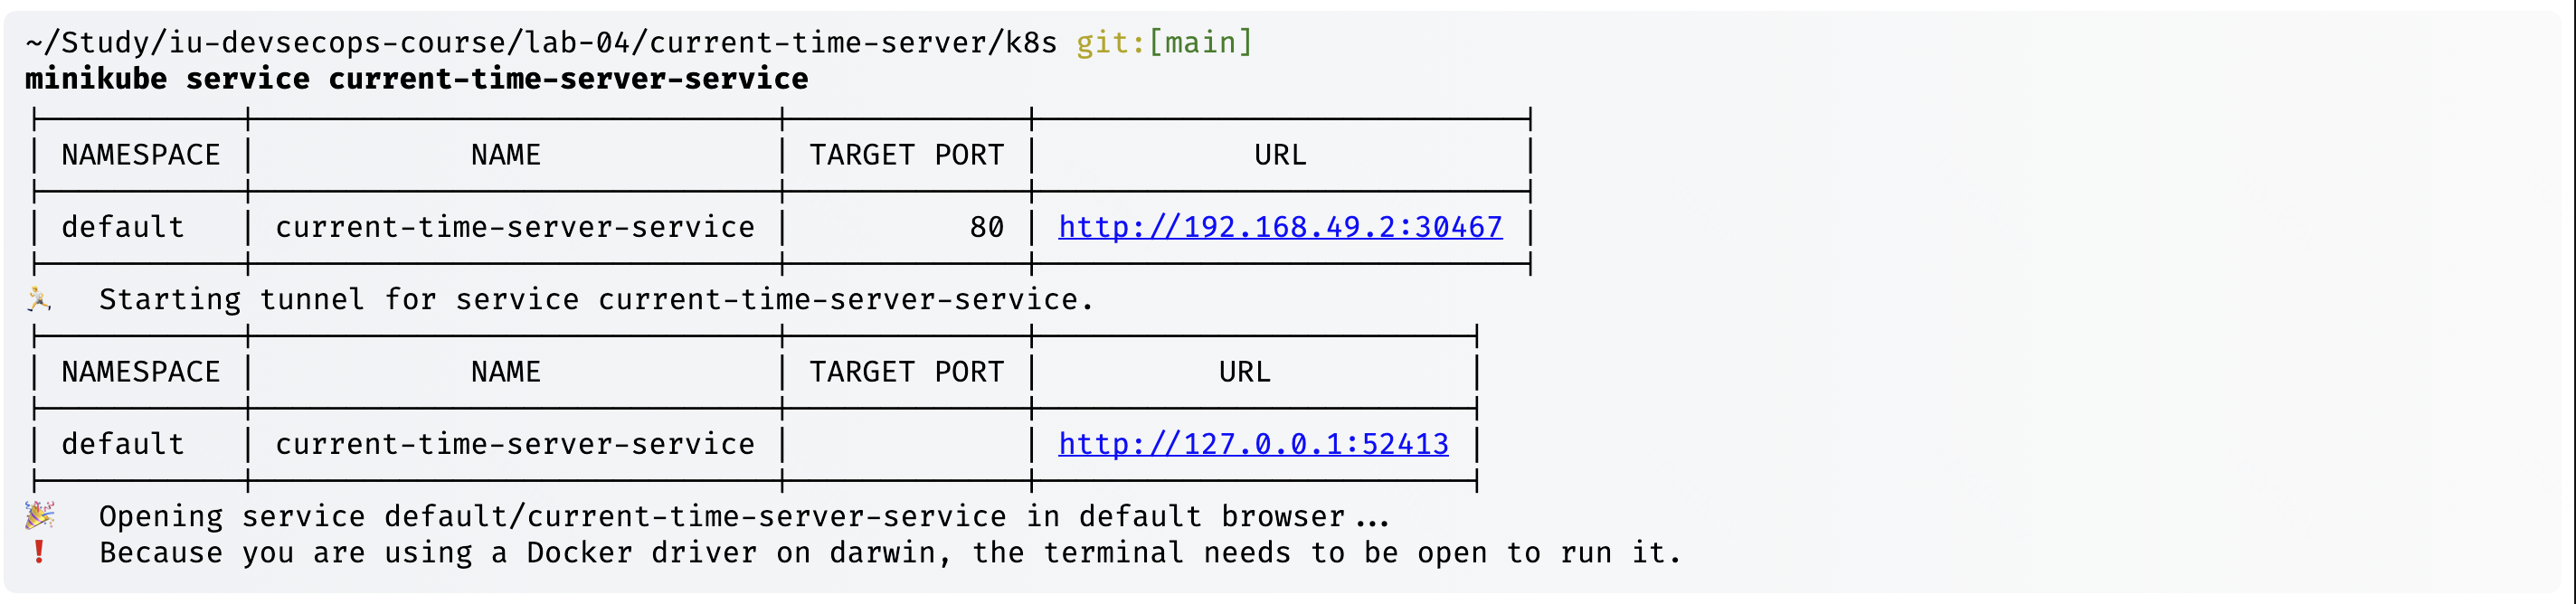 ~/Study/iu-devsecops-course/lab-04/current-time-server/k8s git:[main]
minikube service current-time-server-service
| NAMESPACE | NAME | TARGET PORT | URL |
| default | current-time-server-service | 80 | http://192.168.49.2:30467 |
🏃 Starting tunnel for service current-time-server-service.
| NAMESPACE | NAME | TARGET PORT | URL |
| default | current-time-server-service | | http://127.0.0.1:52413 |
🎉 Opening service default/current-time-server-service in default browser...
❗ Because you are using a Docker driver on darwin, the terminal needs to be open to run it.